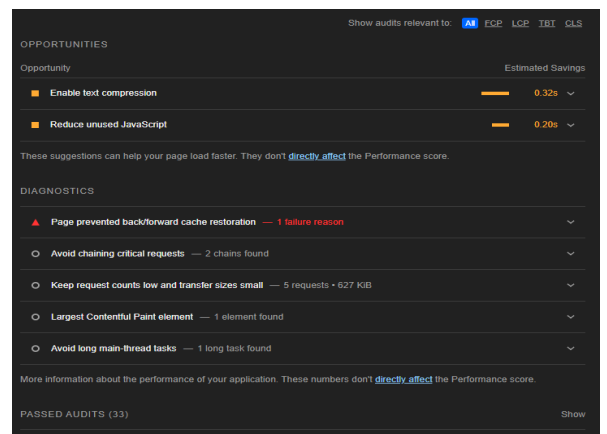 Show audits relevant to: All FCP LCP TBT CLS
OPPORTUNITIES
Opportunity Estimated Savings
Enable text compression 0.32s
Reduce unused JavaScript 0.20s
These suggestions can help your page load faster. They don't directly affect the Performance score.
DIAGNOSTICS
Page prevented back/forward cache restoration — 1 failure reason
Avoid chaining critical requests — 2 chains found
Keep request counts low and transfer sizes small — 5 requests • 627 KiB
Largest Contentful Paint element — 1 element found
Avoid long main-thread tasks — 1 long task found
More information about the performance of your application. These numbers don't directly affect the Performance score.
PASSED AUDITS (33) Show